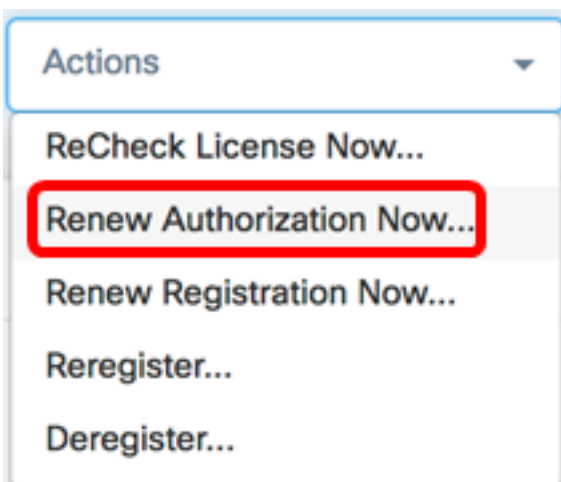 Actions
ReCheck License Now...
Renew Authorization Now...
Renew Registration Now...
Reregister...
Deregister...